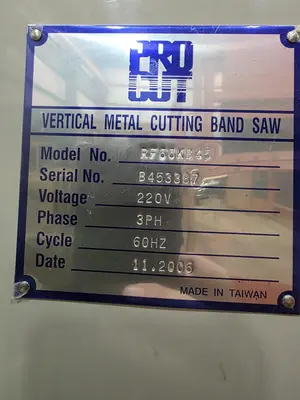 PRO
CUT
VERTICAL METAL CUTTING BAND SAW
Model No.
Serial No. B453387
Voltage 220V
Phase 3PH
Cycle 60HZ
Date 11.2006
MADE IN TAIWAN